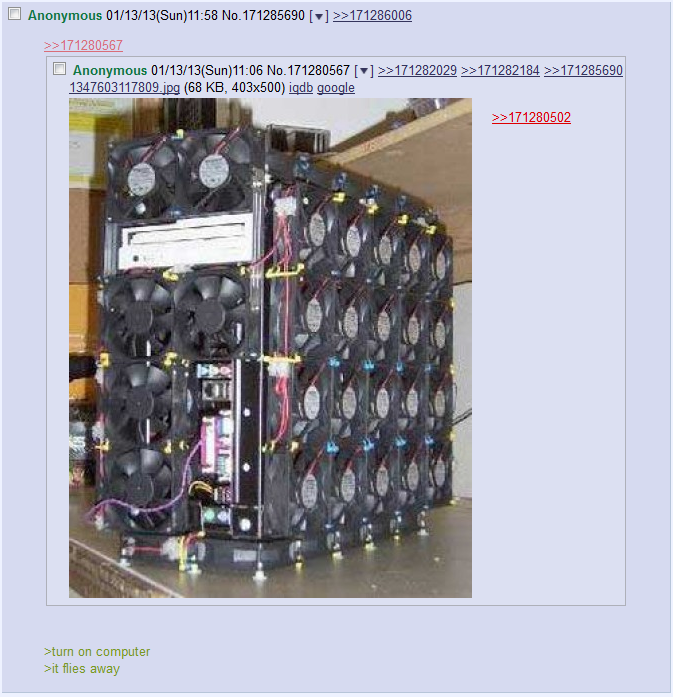 Anonymous 01/13/13(Sun)11:58 No.171285690 [▼] >>171286006
>>171280567
Anonymous 01/13/13(Sun)11:06 No.171280567 [▼] >>171282029 >>171282184 >>171285690
1347603117809.jpg (68 KB, 403x500) iqdb google
>>171280502
>turn on computer
>it flies away